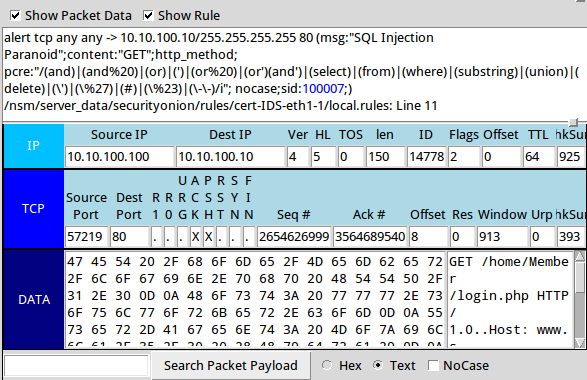 Show Packet Data Show Rule
alert tcp any any -> 10.10.100.10/255.255.255.255 80 (msg:"SQL Injection
Paranoid";content:"GET";http_method;
pcre:"/(and)|(and%20)|(or)|(')|(or%20)|(or')(and')|(select)|(from)|(where)|(substring)|(union)|(
delete)|(\')|(\%27)|(#)|(\%23)|(\-\-)/i"; nocase;sid:100007;)
/nsm/server_data/securityonion/rules/cert-IDS-eth1-1/local.rules: Line 11
IP
Source IP Dest IP Ver HL TOS len ID Flags Offset TTL hkSum
10.10.100.100 10.10.100.10 4 5 0 150 14778 2 0 64 925
TCP
U A P R S F
R R R C S S Y I
Source Dest
Port Port 1 0 G K H T N N Seq # Ack # Offset Res Window Urp hkSum
57219 80 . . . X X . . . 2654626999 3564689540 8 0 913 0 393
DATA
47 45 54 20 2F 68 6F 6D 65 2F 4D 65 6D 62 65 72 GET /home/Membe
2F 6C 6F 67 69 6E 2E 70 68 70 20 48 54 54 50 2F r
31 2E 30 0D 0A 48 6F 73 74 3A 20 77 77 77 2E 73 /login.php HTTP
6F 75 6C 77 6F 72 6B 65 72 2E 63 6F 6D 0D 0A 55 /
73 65 72 2D 41 67 65 6E 74 3A 20 4D 6F 7A 69 6C 1.0..Host: www.
Search Packet Payload Hex Text NoCase